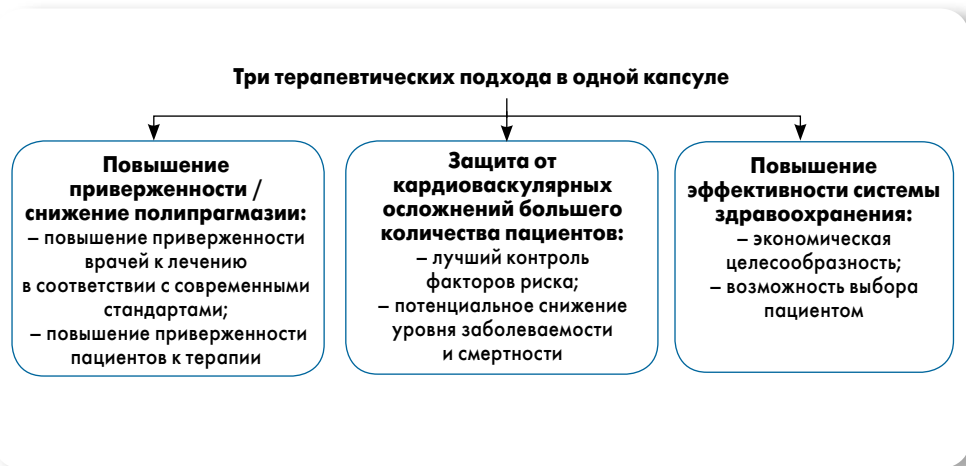 Три терапевтических подхода в одной капсуле
Повышение
приверженности /
снижение полипрагмазии:
– повышение приверженности
врачей к лечению
в соответствии с современными
стандартами;
– повышение приверженности
пациентов к терапии
Защита от
кардиоваскулярных
осложнений большего
количества пациентов:
– лучший контроль
факторов риска;
– потенциальное снижение
уровня заболеваемости
и смертности
Повышение
эффективности системы
здравоохранения:
– экономическая
целесообразность;
– возможность выбора
пациентом